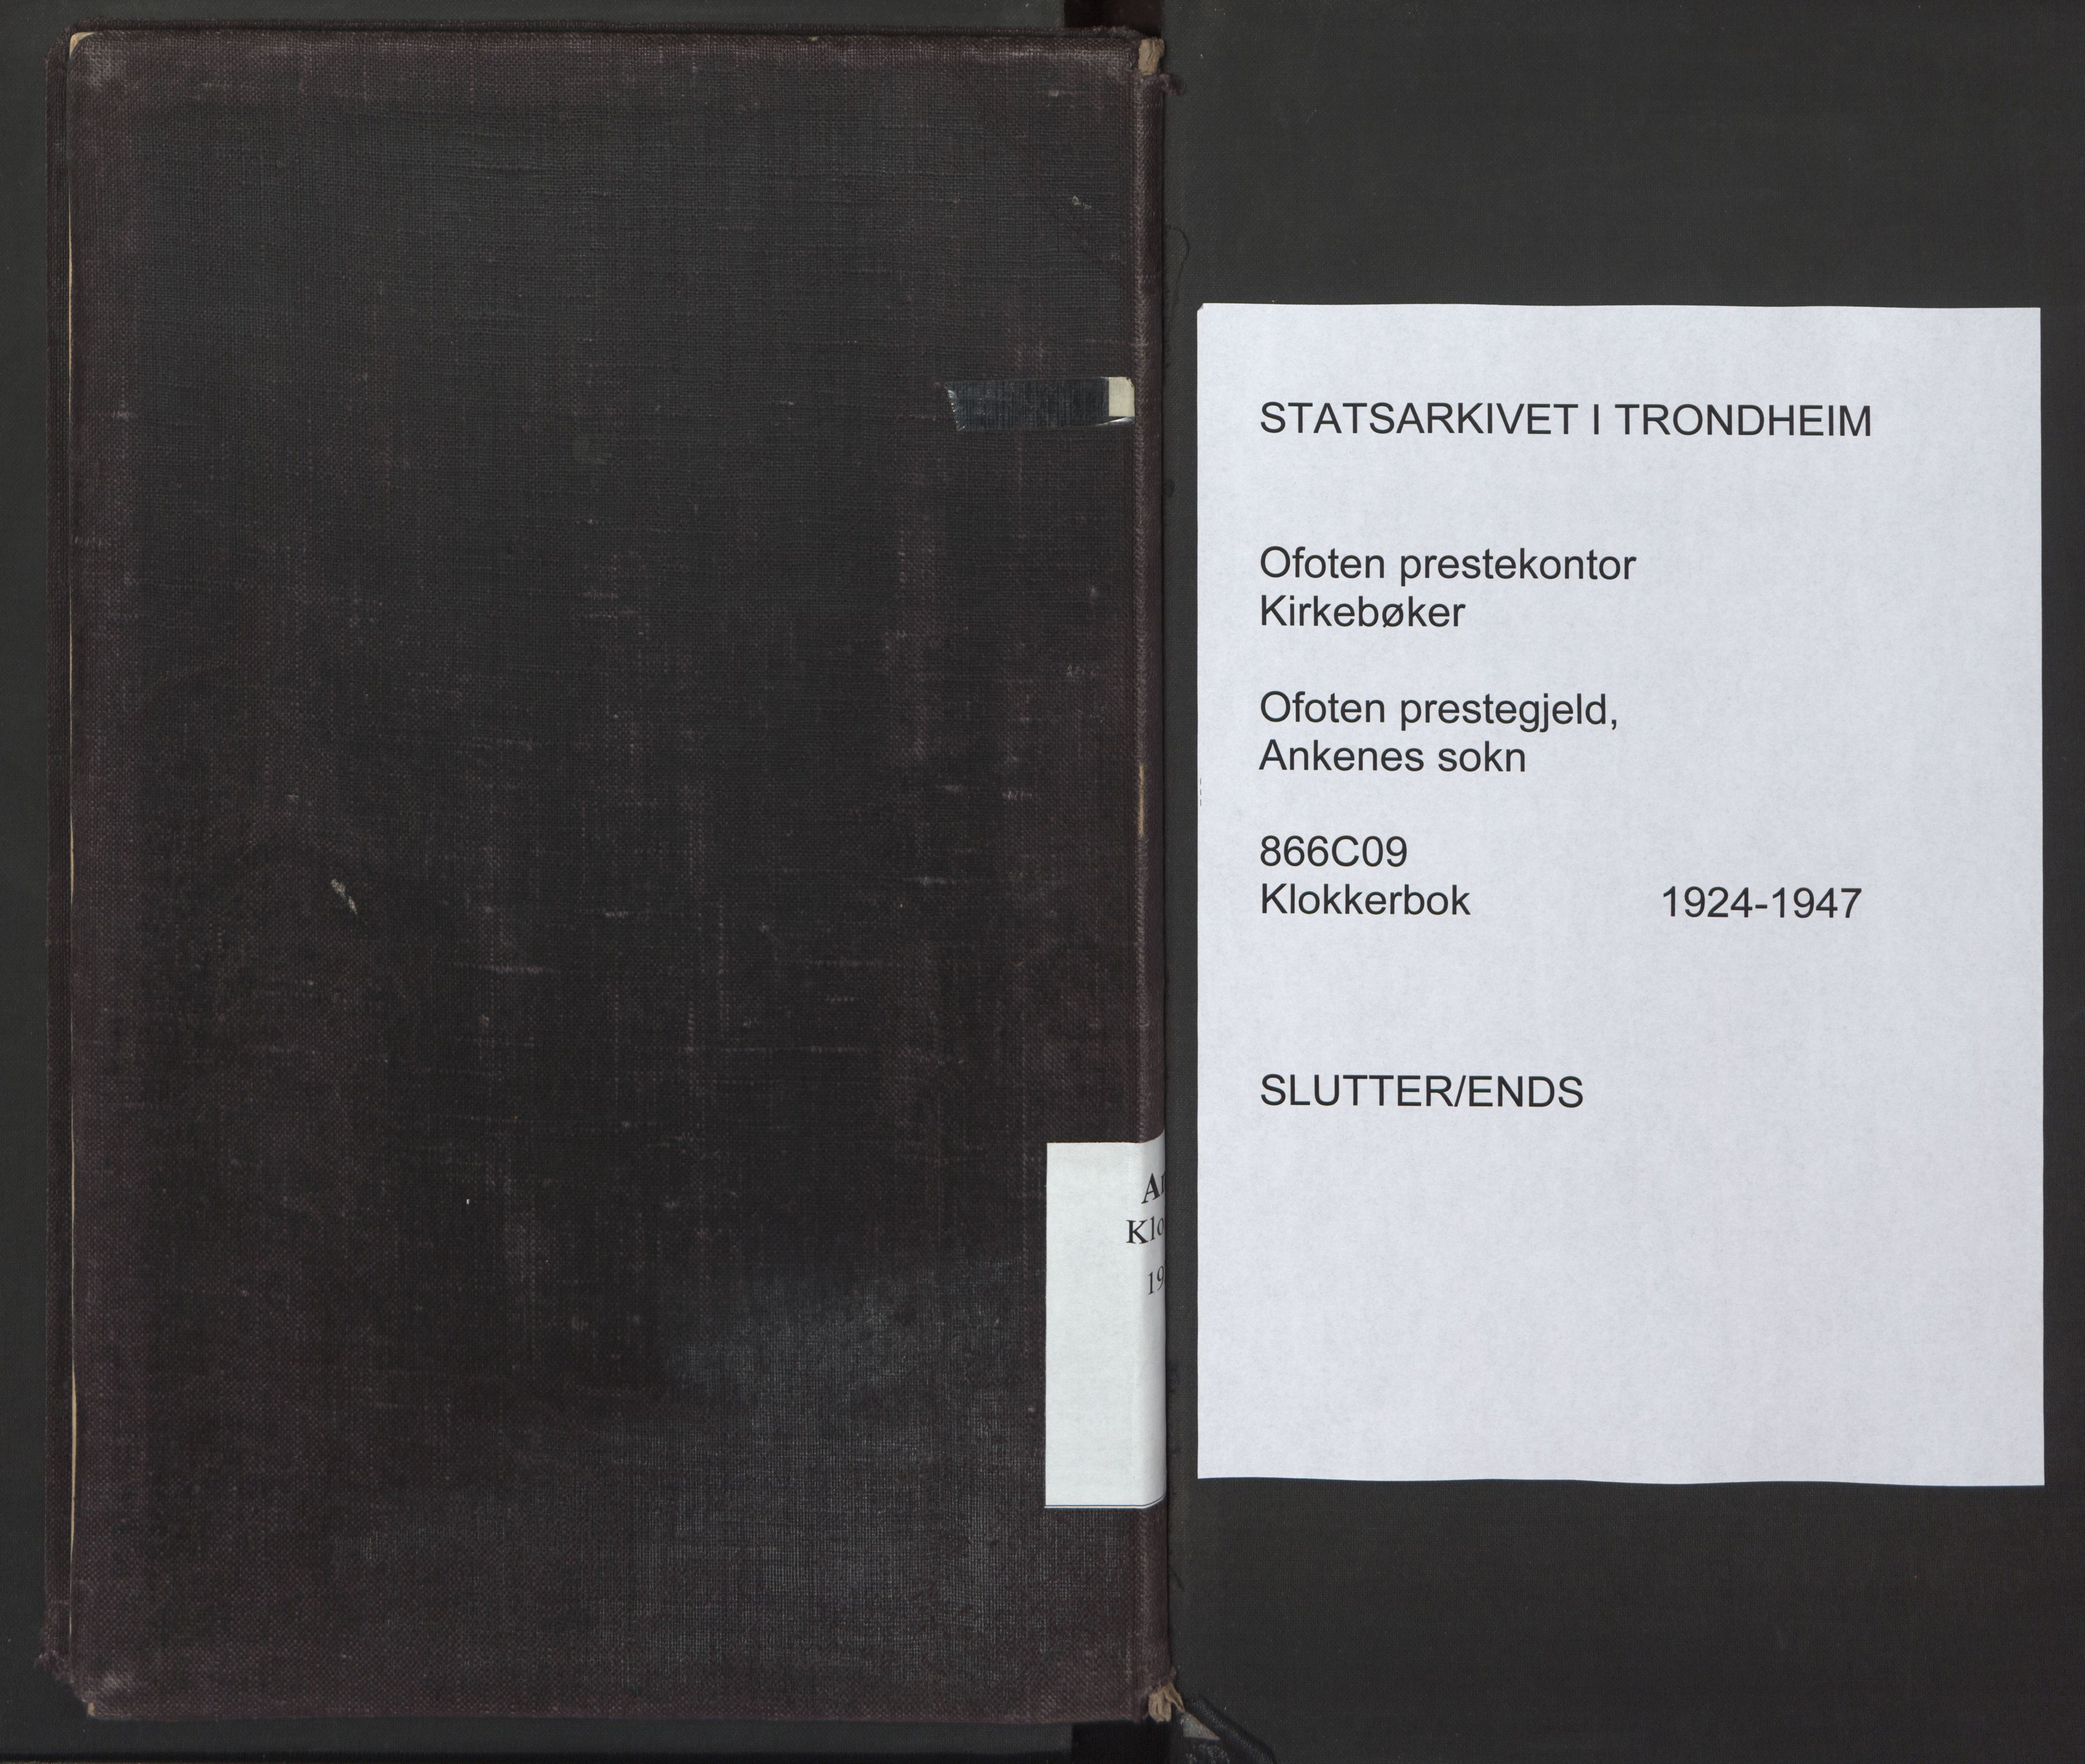 STATSARKIVET I TRONDHEIM
Ofoten prestekontor
Kirkebøker
Ofoten prestegjeld,
Ankenes sokn
866C09
Klokkerbok 1924-1947
SLUTTER/ENDS